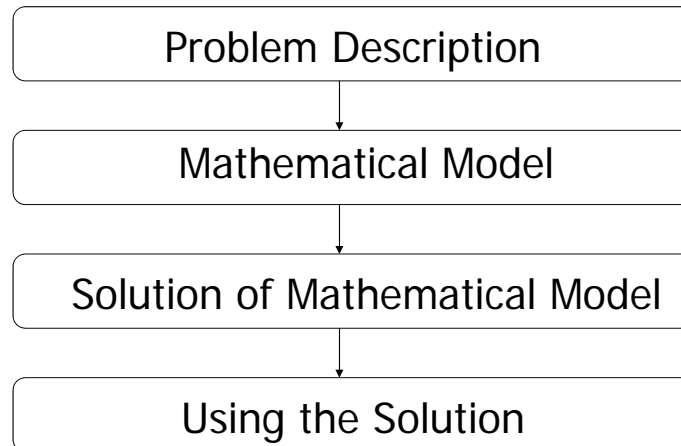 Problem Description
Mathematical Model
Solution of Mathematical Model
Using the Solution